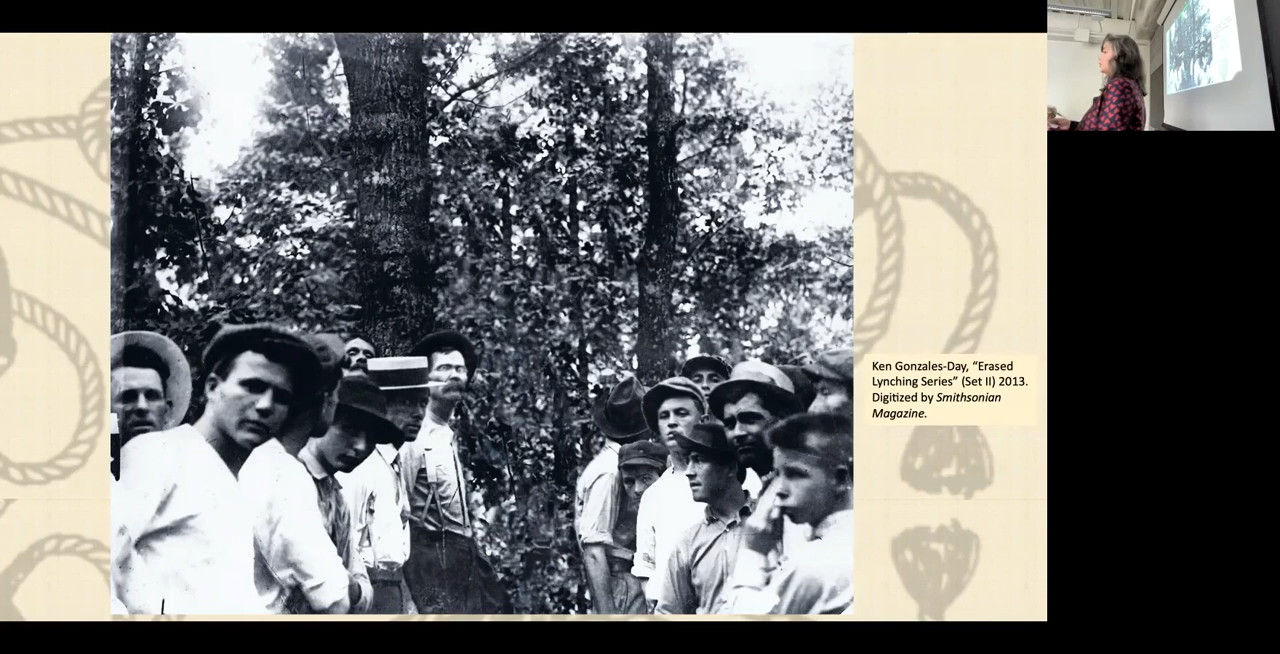 Ken Gonzales-Day, “Erased
Lynching Series” (Set II) 2013.
Digitized by Smithsonian
Magazine.